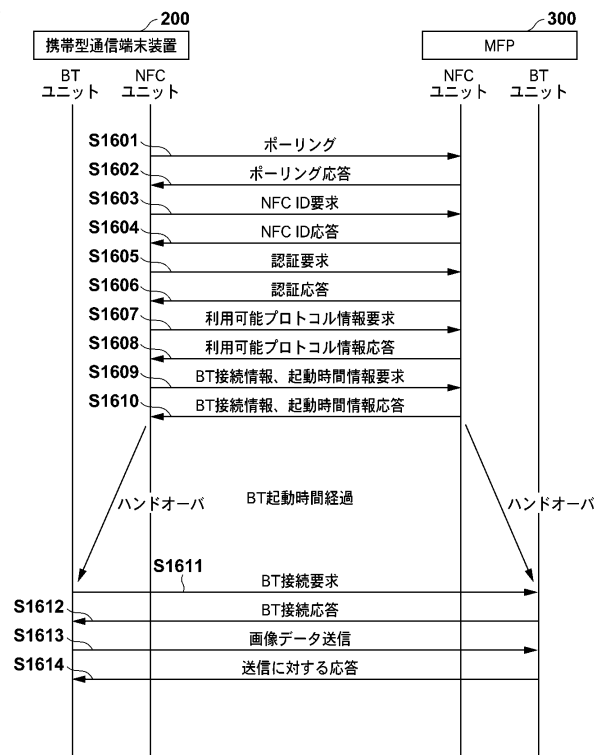 200
携帯型通信端末装置
300
MFP
BT
ユニット
NFC
ユニット
NFC
ユニット
BT
ユニット
S1601
ポーリング
S1602
ポーリング応答
S1603
NFC ID要求
S1604
NFC ID応答
S1605
認証要求
S1606
認証応答
S1607
利用可能プロトコル情報要求
S1608
利用可能プロトコル情報応答
S1609
BT接続情報、起動時間情報要求
S1610
BT接続情報、起動時間情報応答
ハンドオーバ
BT起動時間経過
ハンドオーバ
S1611
BT接続要求
S1612
BT接続応答
S1613
画像データ送信
S1614
送信に対する応答